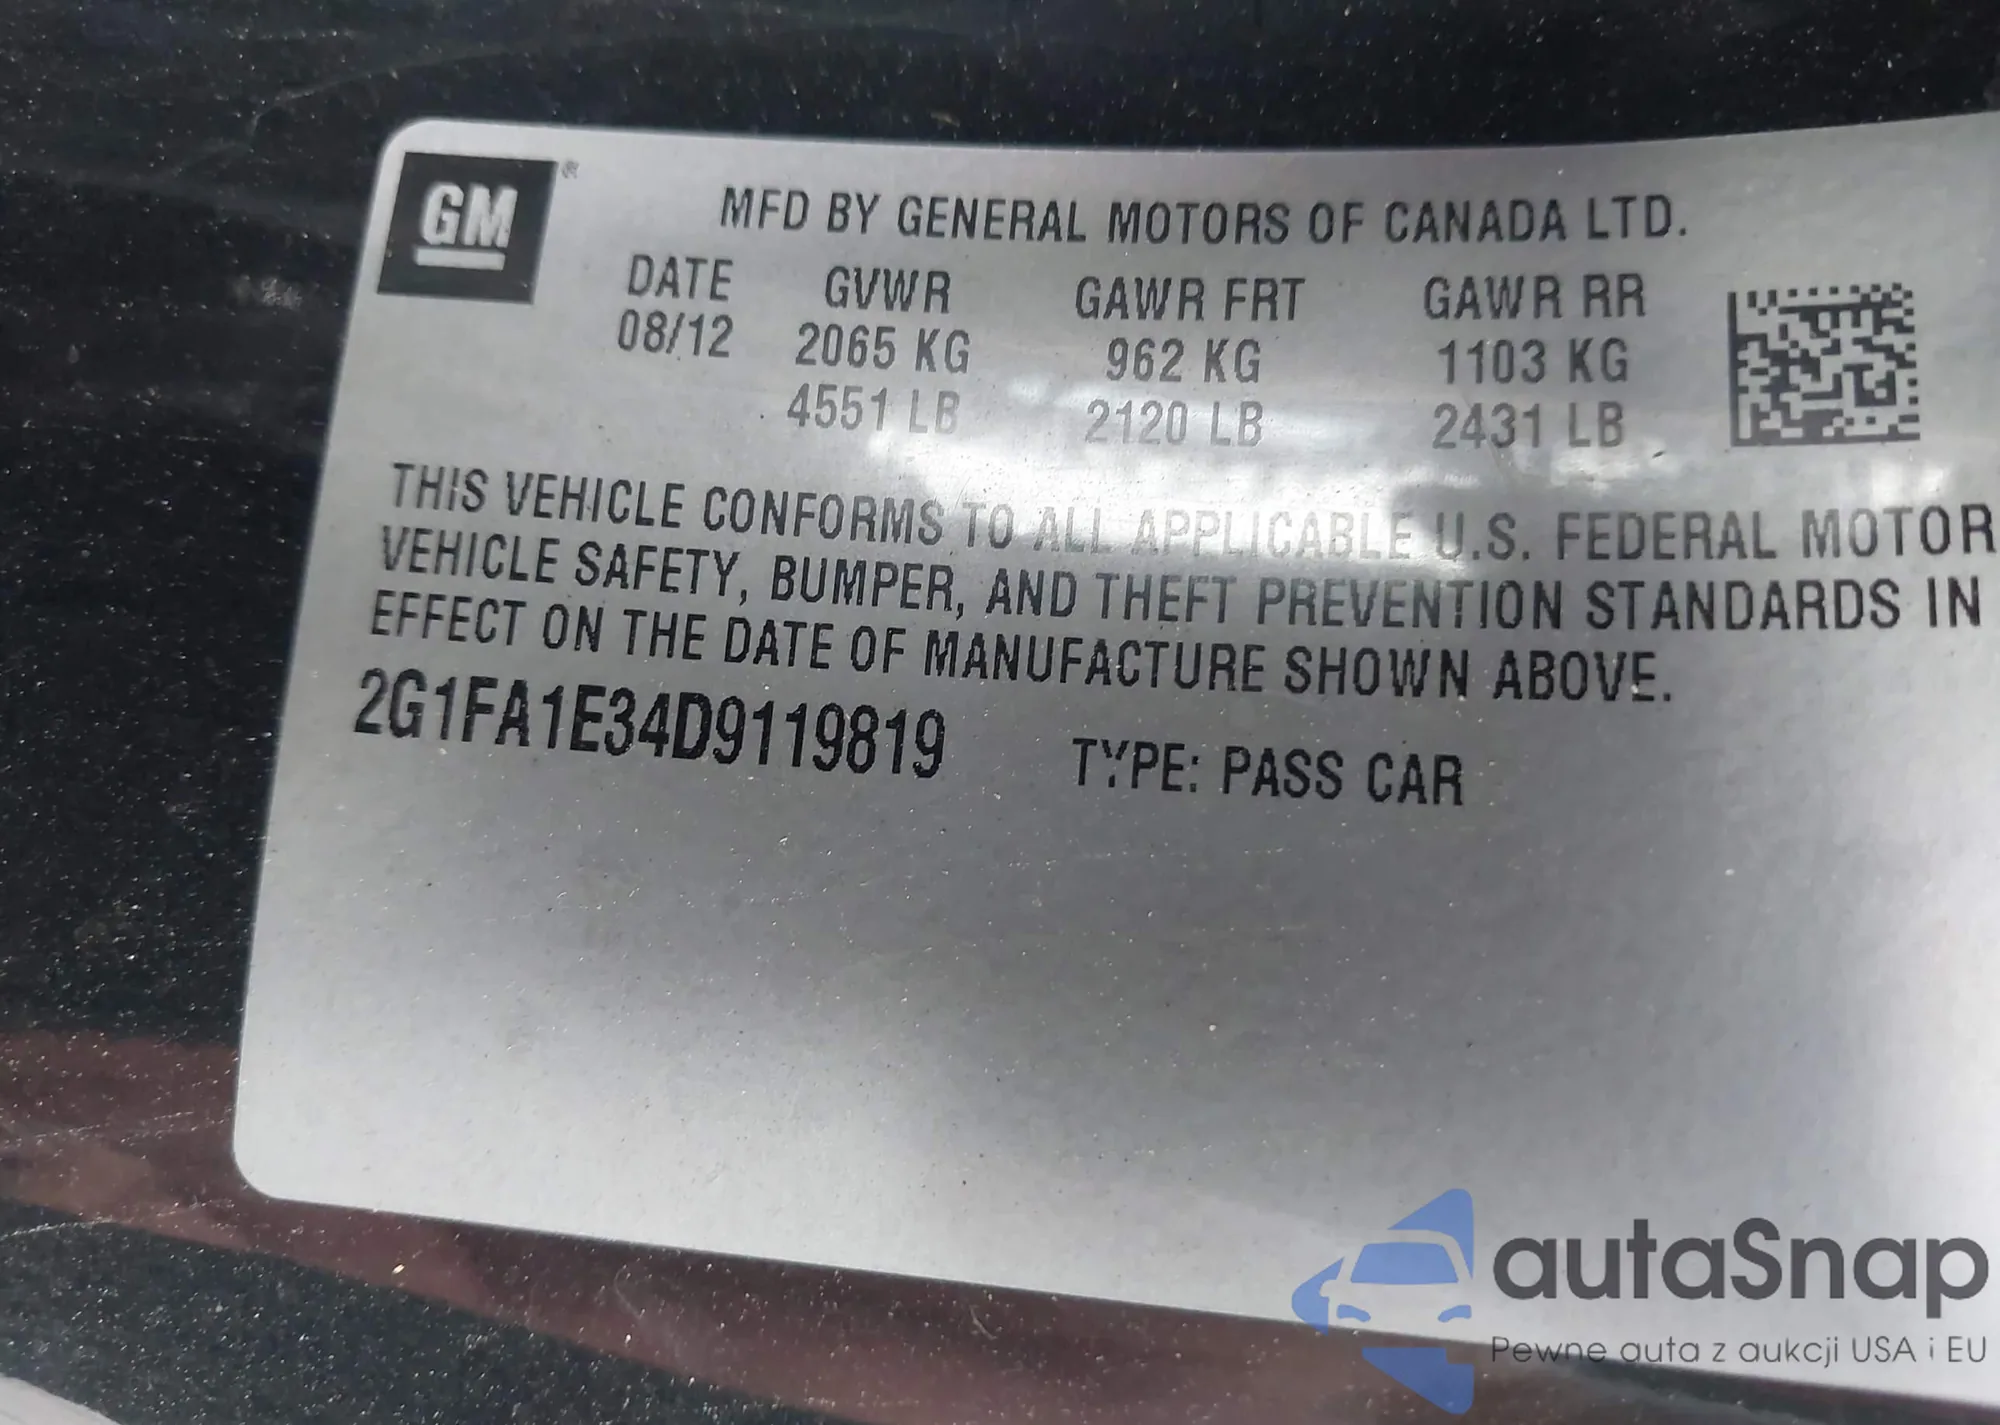 GM ®
MFD BY GENERAL MOTORS OF CANADA LTD.
DATE GVWR GAWR FRT GAWR RR
08/12 2065 KG 962 KG 1103 KG
4551 LB 2120 LB 2431 LB
THIS VEHICLE CONFORMS TO ALL APPLICABLE U.S. FEDERAL MOTOR
VEHICLE SAFETY, BUMPER, AND THEFT PREVENTION STANDARDS IN
EFFECT ON THE DATE OF MANUFACTURE SHOWN ABOVE.
2G1FA1E34D9119819 TYPE: PASS CAR
autaSnap
Pewne auta z aukcji USA i EU